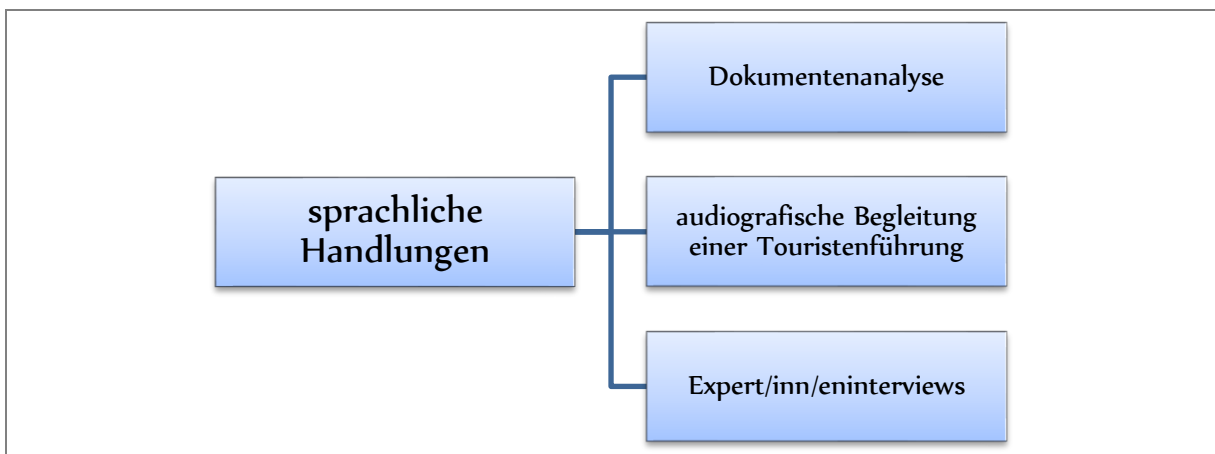 Dokumentenanalyse
sprachliche
Handlungen
audiografische Begleitung
einer Touristenführung
Expert/inn/eninterviews